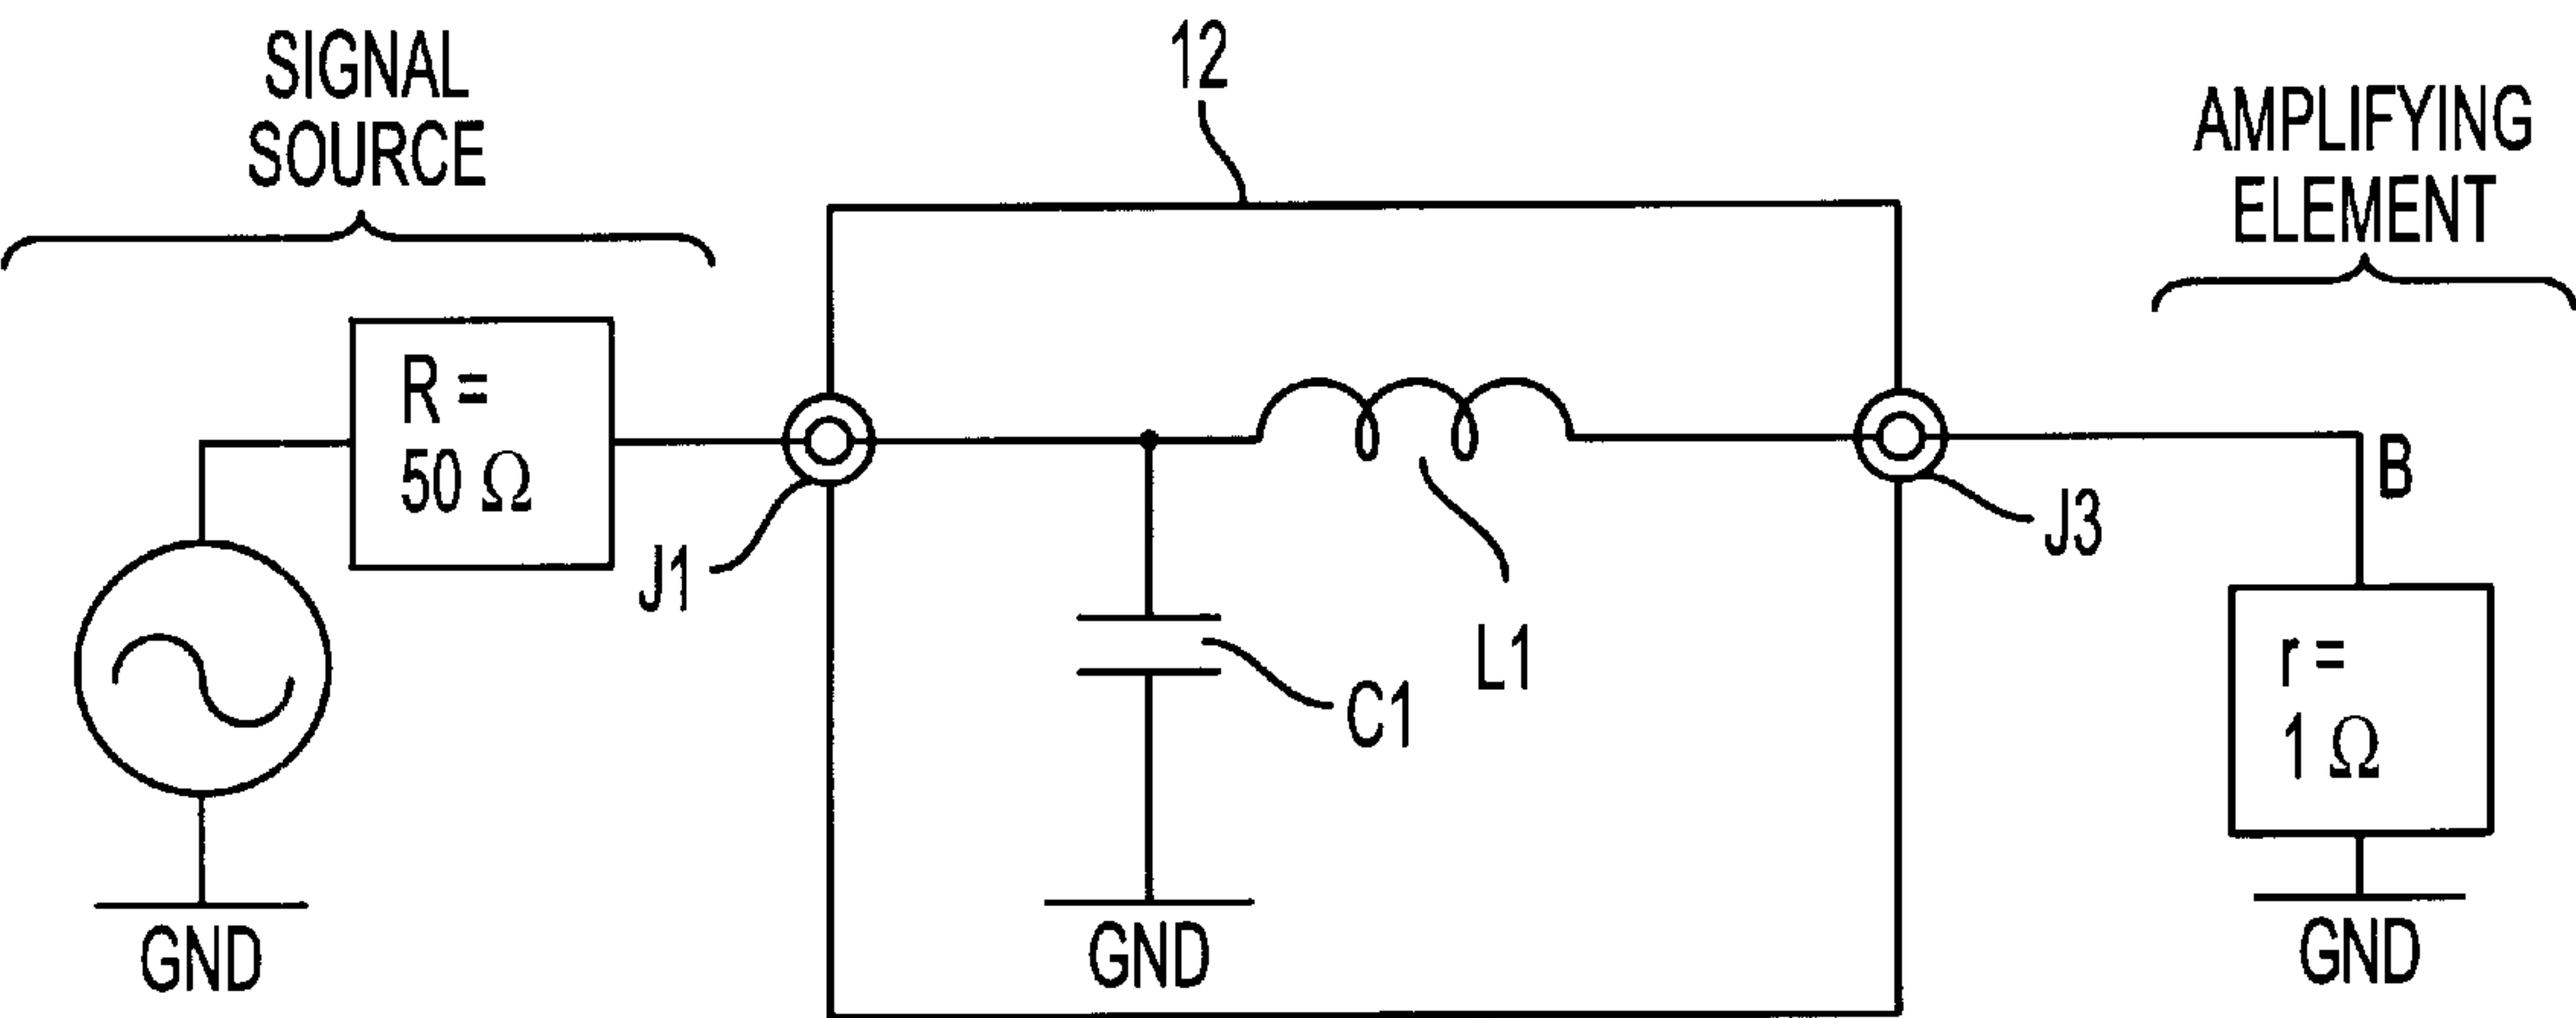 SIGNAL
SOURCE
12
AMPLIFYING
ELEMENT
R =
50 Ω
J1
L1
C1
J3
B
r =
1 Ω
GND
GND
GND